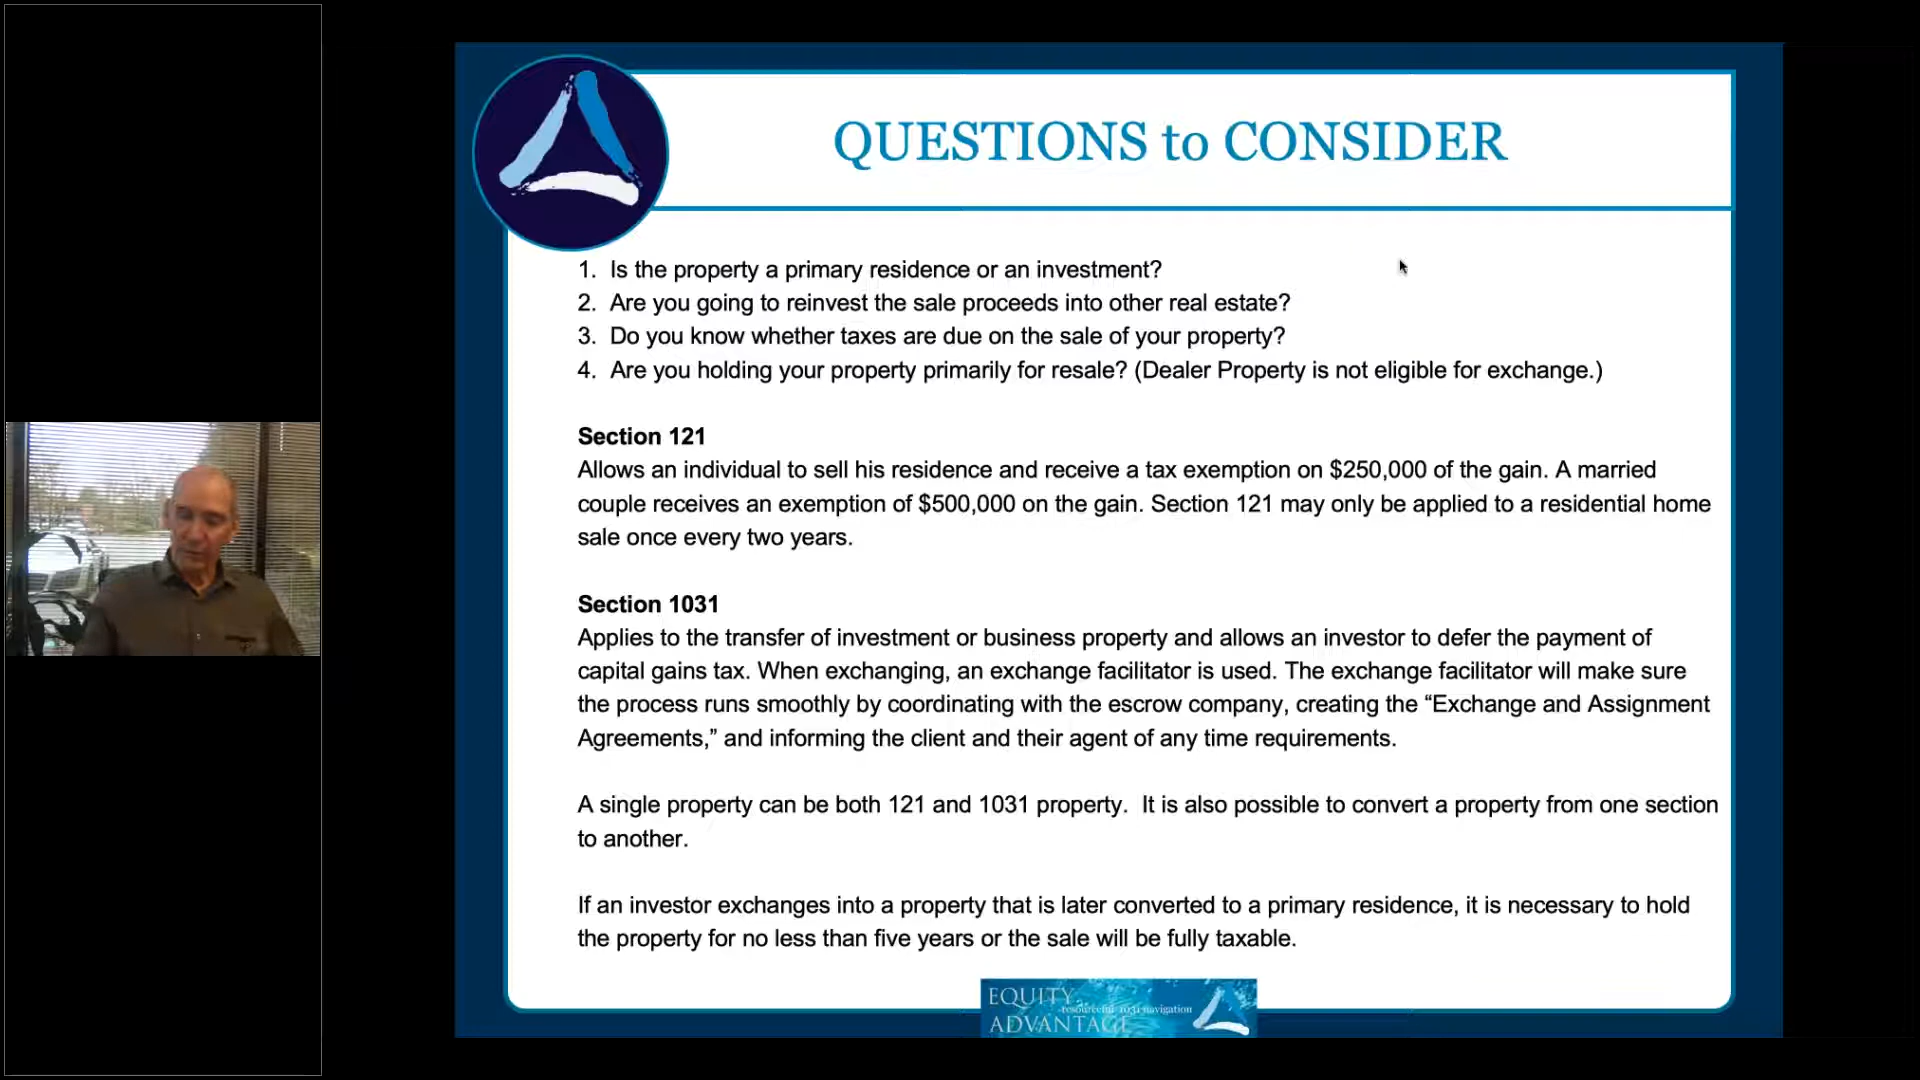 QUESTIONS to CONSIDER
1. Is the property a primary residence or an investment?
2. Are you going to reinvest the sale proceeds into other real estate?
3. Do you know whether taxes are due on the sale of your property?
4. Are you holding your property primarily for resale? (Dealer Property is not eligible for exchange.)
Section 121
Allows an individual to sell his residence and receive a tax exemption on $250,000 of the gain. A married
couple receives an exemption of $500,000 on the gain. Section 121 may only be applied to a residential home
sale once every two years.
Section 1031
Applies to the transfer of investment or business property and allows an investor to defer the payment of
capital gains tax. When exchanging, an exchange facilitator is used. The exchange facilitator will make sure
the process runs smoothly by coordinating with the escrow company, creating the “Exchange and Assignment
Agreements,” and informing the client and their agent of any time requirements.
A single property can be both 121 and 1031 property. It is also possible to convert a property from one section
to another.
If an investor exchanges into a property that is later converted to a primary residence, it is necessary to hold
the property for no less than five years or the sale will be fully taxable.
EQUITY
resourceful 1031 navigation
ADVANTAGE